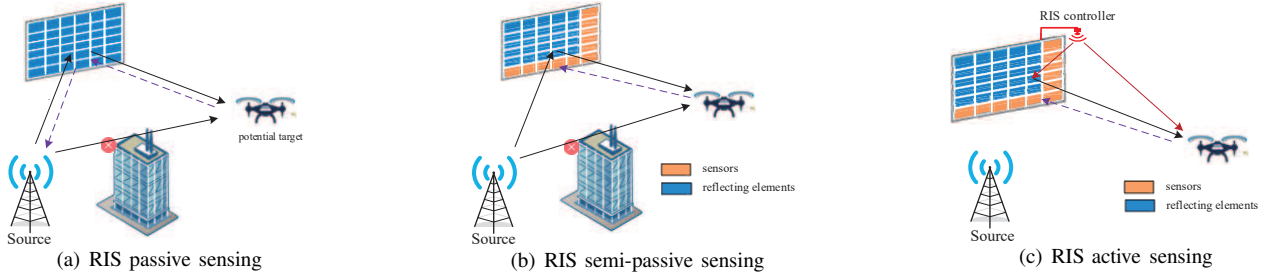 potential target
Source
(a) RIS passive sensing
sensors
reflecting elements
Source
(b) RIS semi-passive sensing
RIS controller
sensors
reflecting elements
Source
(c) RIS active sensing